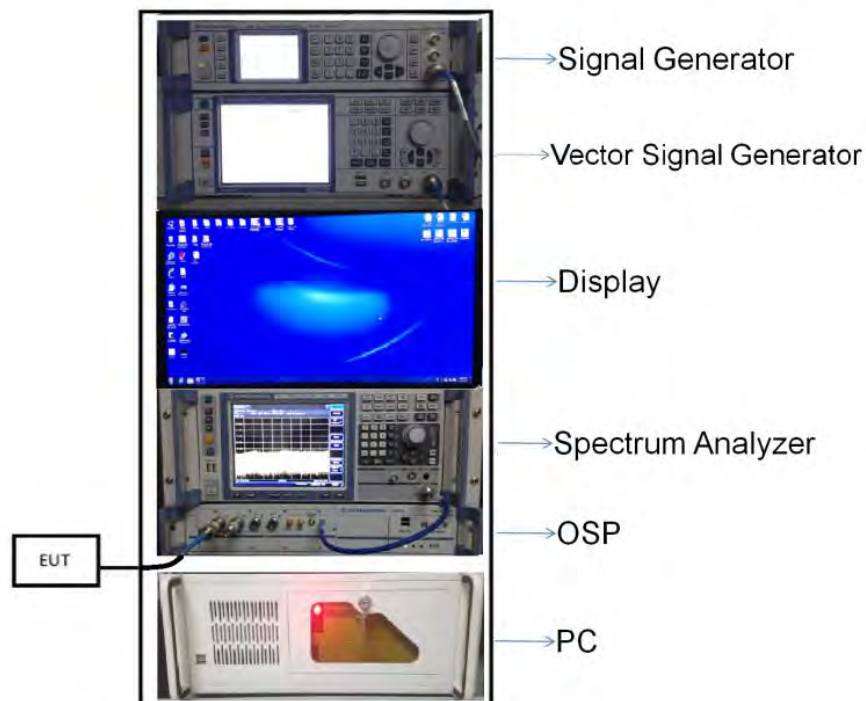 Signal Generator
Vector Signal Generator
Display
Spectrum Analyzer
OSP
EUT
PC